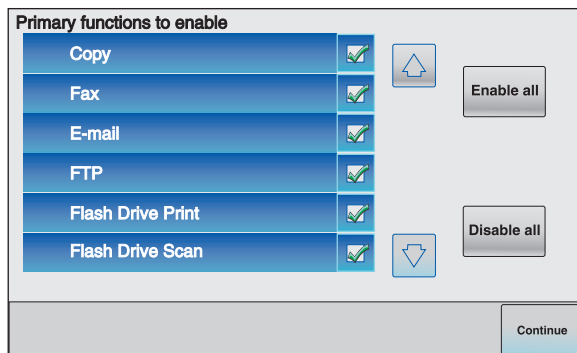 Primary functions to enable
Copy
Fax
E-mail
FTP
Flash Drive Print
Flash Drive Scan
Enable all
Disable all
Continue